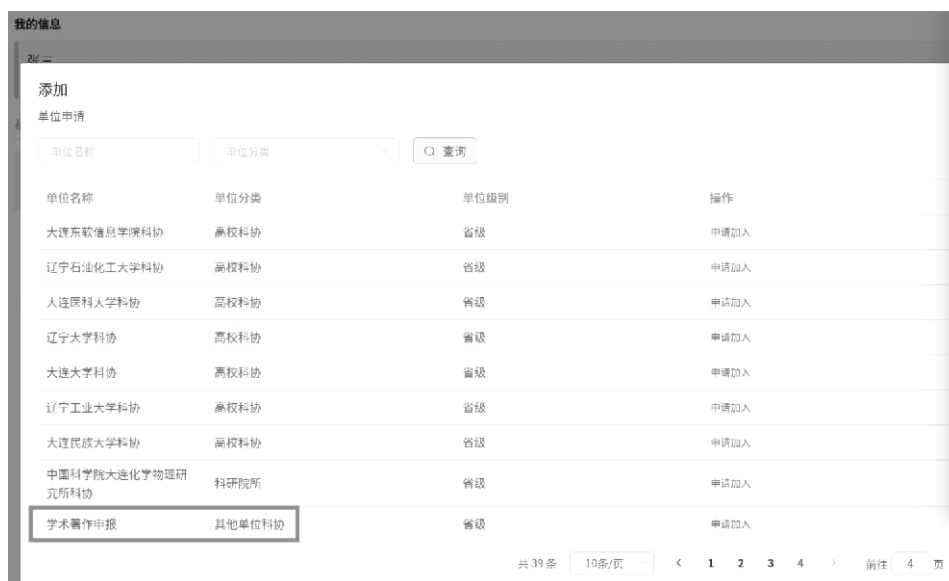 我的信息
张三
添加
单位申请
单位名称 单位分类 查询
单位名称 单位分类 单位级别 操作
大连东软信息学院科协 高校科协 省级 申请加入
辽宁石油化工大学科协 高校科协 省级 申请加入
大连医科大学科协 高校科协 省级 申请加入
辽宁大学科协 高校科协 省级 申请加入
大连大学科协 高校科协 省级 申请加入
辽宁工业大学科协 高校科协 省级 申请加入
大连民族大学科协 高校科协 省级 申请加入
中国科学院大连化学物理研
究所科协 科研院所 省级 申请加入
学术著作申报 其他单位科协 省级 申请加入
共 39 条 10条/页 < 1 2 3 4 > 前往 4 页